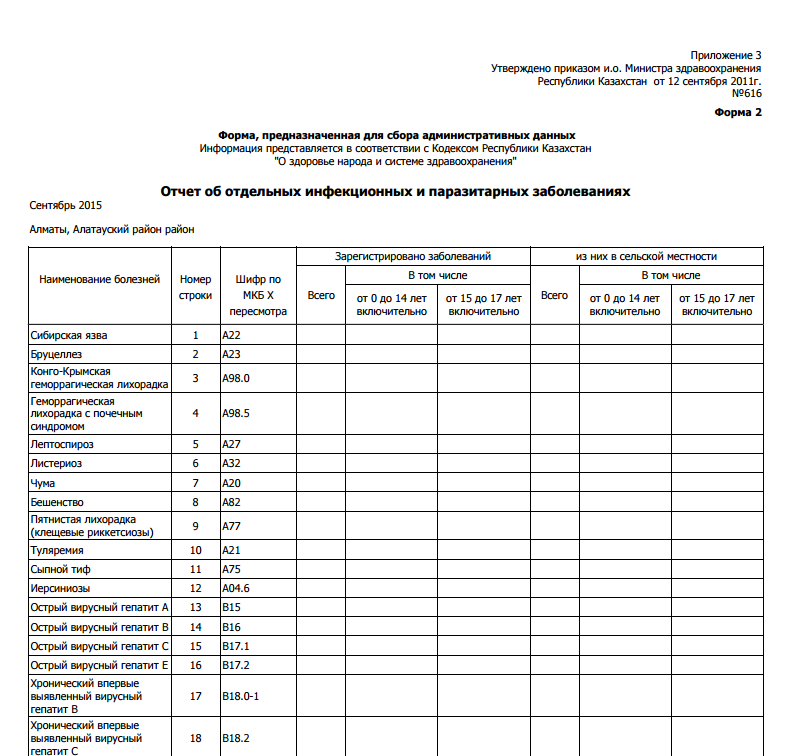 Приложение 3
Утверждено приказом и.о. Министра здравоохранения
Республики Казахстан от 12 сентября 2011г.
№616
Форма 2
Форма, предназначенная для сбора административных данных
Информация представляется в соответствии с Кодексом Республики Казахстан
"О здоровье народа и системе здравоохранения"
Отчет об отдельных инфекционных и паразитарных заболеваниях
Сентябрь 2015
Алматы, Алатауский район район
Наименование болезней
Номер
строки
Шифр по
МКБ X
пересмотра
Зарегистрировано заболеваний
Всего
В том числе
от 0 до 14 лет
включительно
от 15 до 17 лет
включительно
из них в сельской местности
Всего
В том числе
от 0 до 14 лет
включительно
от 15 до 17 лет
включительно
Сибирская язва 1 A22
Бруцеллез 2 A23
Конго-Крымская
геморрагическая лихорадка 3 A98.0
Геморрагическая
лихорадка с почечным 4 A98.5
синдромом
Лептоспироз 5 A27
Листериоз 6 A32
Чума 7 A20
Бешенство 8 A82
Пятнистая лихорадка
(клещевые риккетсиозы) 9 A77
Туляремия 10 A21
Сыпной тиф 11 A75
Иерсиниозы 12 A04.6
Острый вирусный гепатит А 13 B15
Острый вирусный гепатит В 14 B16
Острый вирусный гепатит С 15 B17.1
Острый вирусный гепатит Е 16 B17.2
Хронический впервые
выявленный вирусный 17 B18.0-1
гепатит В
Хронический впервые
выявленный вирусный 18 B18.2
гепатит С